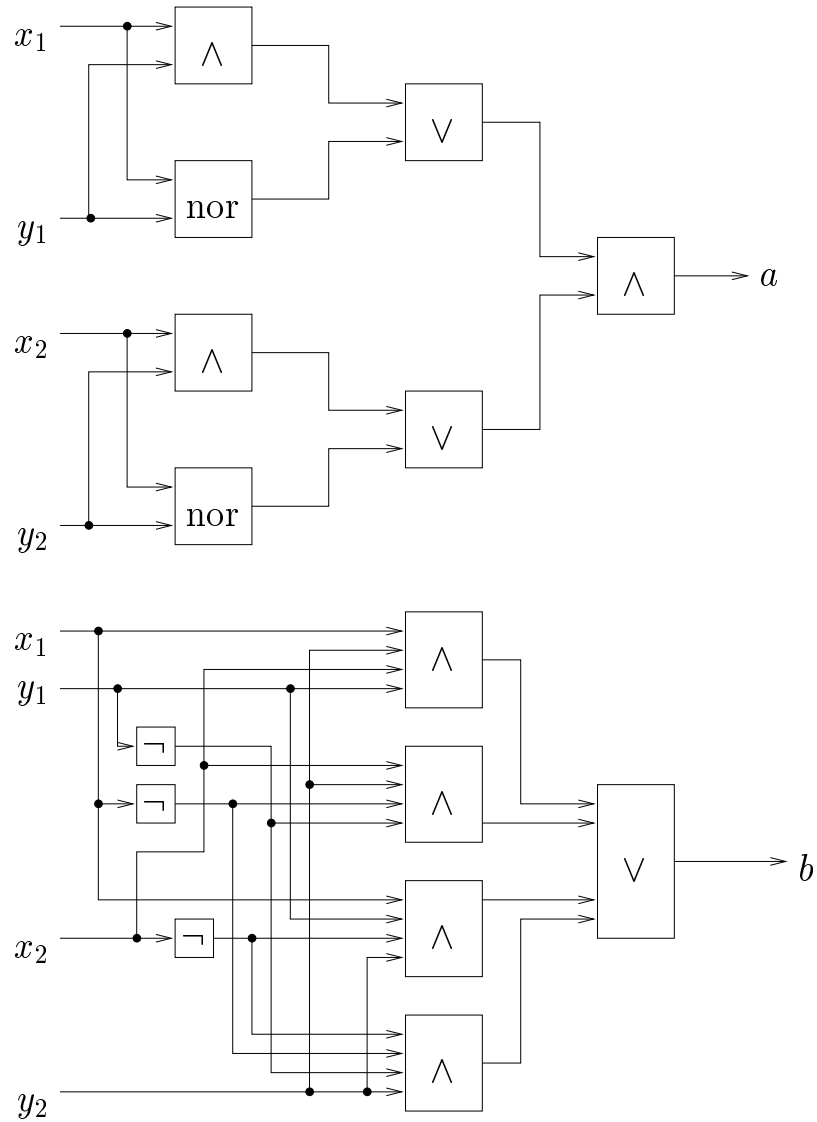 x₁
∧
∨
nor
y₁
∧
a
x₂
∧
∨
nor
y₂
x₁
∧
y₁
¬
¬
∧
∨
b
x₂
¬
∧
∧
y₂